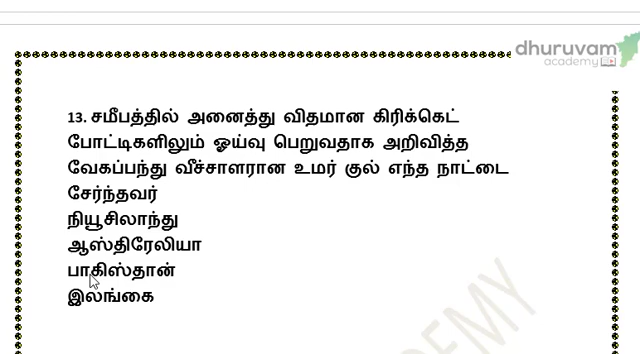 dhuruvam
academy
13. சமீபத்தில் அனைத்து விதமான கிரிக்கெட்
போட்டிகளிலும் ஓய்வு பெறுவதாக அறிவித்த
வேகப்பந்து வீச்சாளரான உமர் குல் எந்த நாட்டை
சேர்ந்தவர்
நியூசிலாந்து
ஆஸ்திரேலியா
பாகிஸ்தான்
இலங்கை
EMY